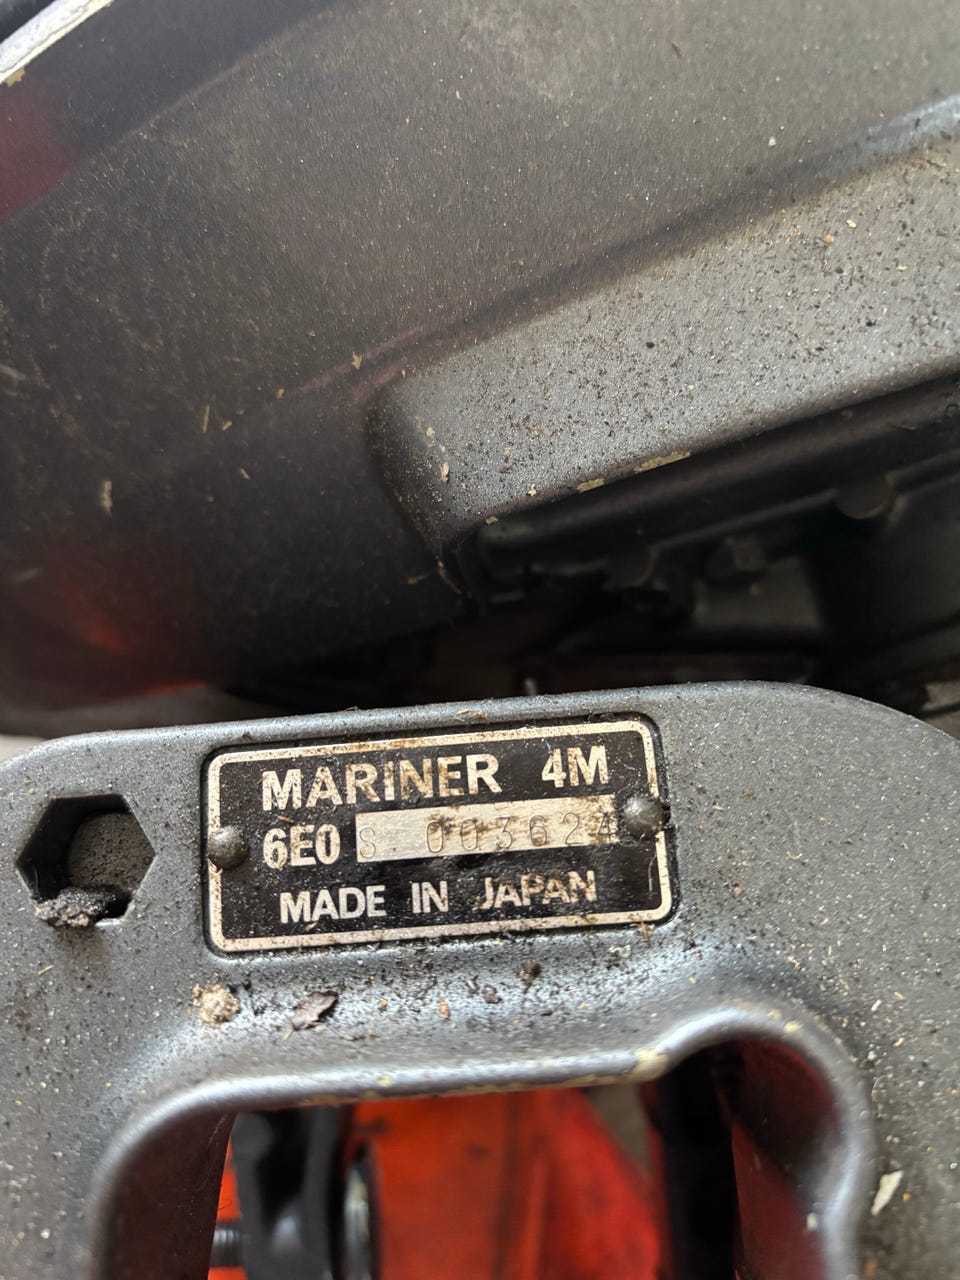 MARINER 4M
6E0 S 003624
MADE IN JAPAN